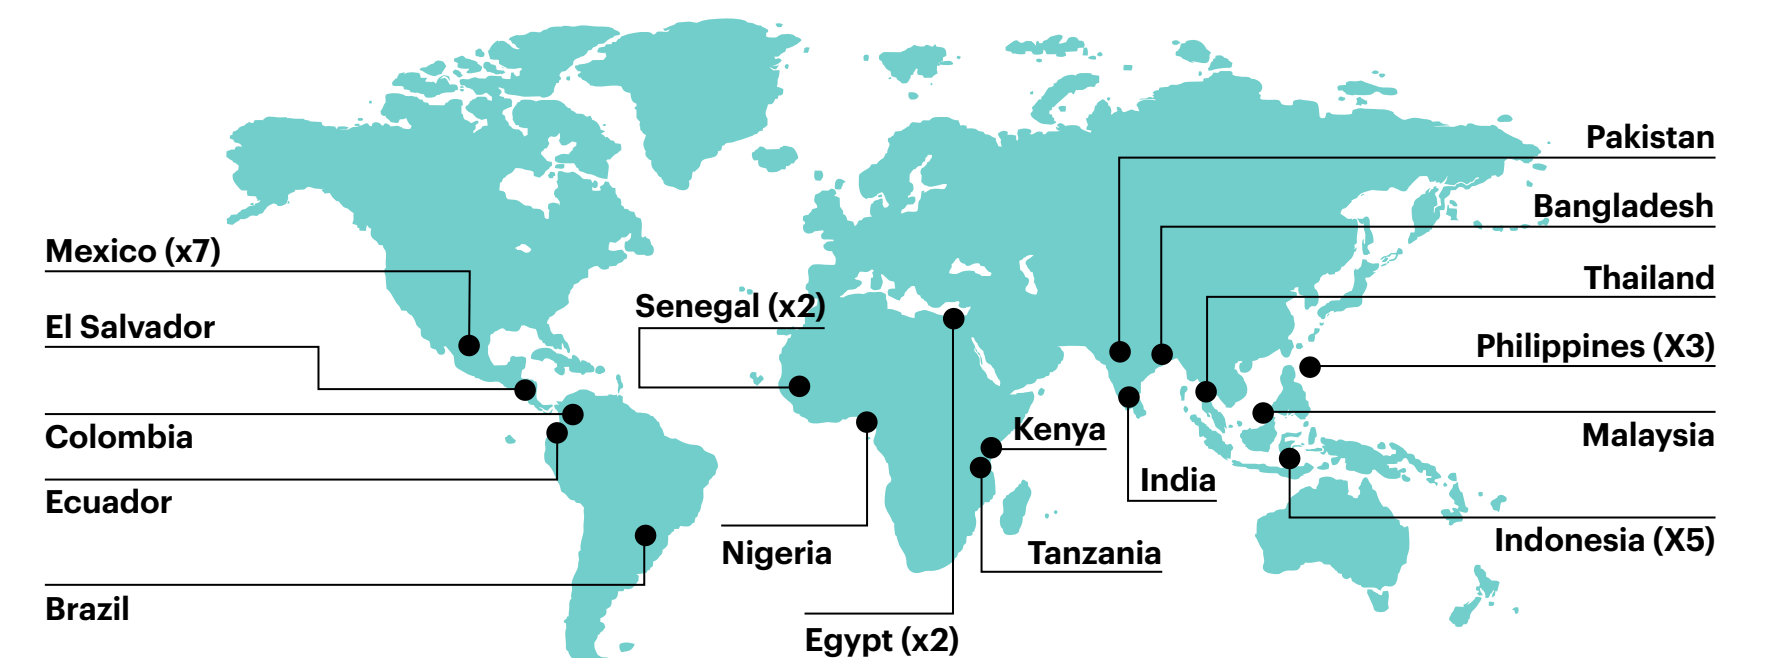 Mexico (x7)
El Salvador
Colombia
Ecuador
Brazil
Senegal (x2)
Nigeria
Egypt (x2)
Kenya
Tanzania
India
Pakistan
Bangladesh
Thailand
Philippines (X3)
Malaysia
Indonesia (X5)